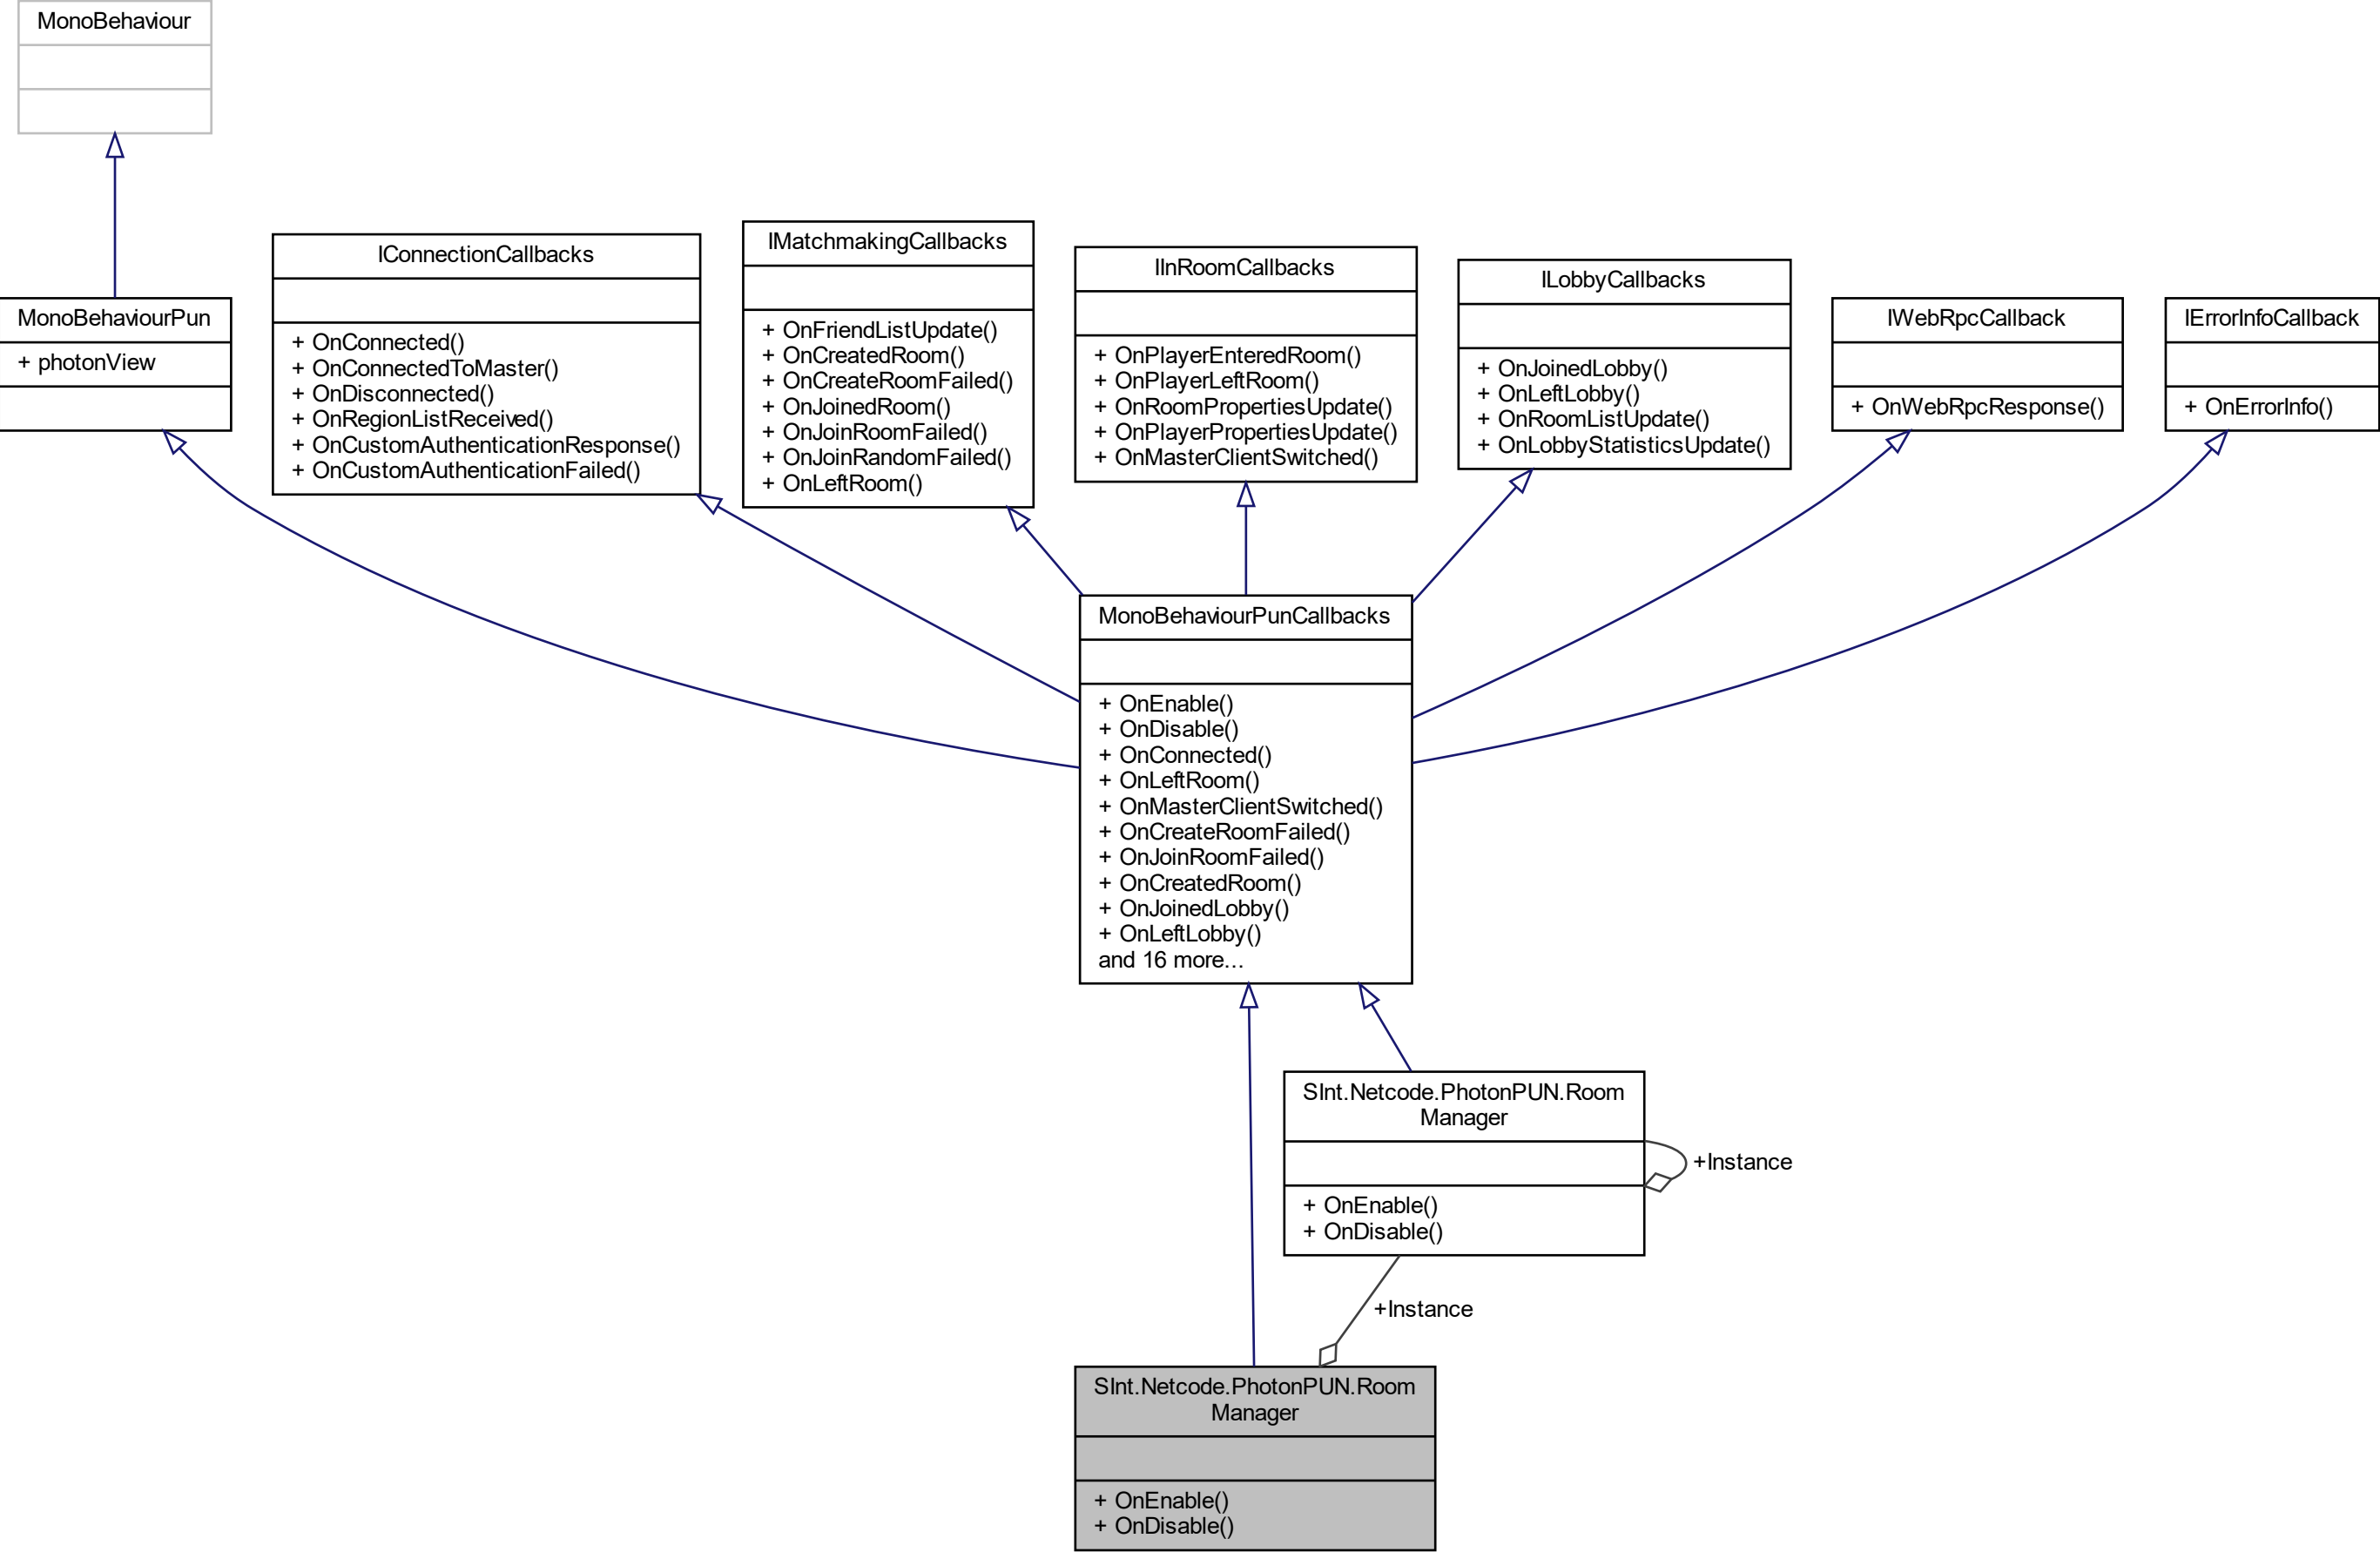 MonoBehaviour
MonoBehaviourPun
+ photonView
IConnectionCallbacks
+ OnConnected()
+ OnConnectedToMaster()
+ OnDisconnected()
+ OnRegionListReceived()
+ OnCustomAuthenticationResponse()
+ OnCustomAuthenticationFailed()
IMatchmakingCallbacks
+ OnFriendListUpdate()
+ OnCreatedRoom()
+ OnCreateRoomFailed()
+ OnJoinedRoom()
+ OnJoinRoomFailed()
+ OnJoinRandomFailed()
+ OnLeftRoom()
IInRoomCallbacks
+ OnPlayerEnteredRoom()
+ OnPlayerLeftRoom()
+ OnRoomPropertiesUpdate()
+ OnPlayerPropertiesUpdate()
+ OnMasterClientSwitched()
ILobbyCallbacks
+ OnJoinedLobby()
+ OnLeftLobby()
+ OnRoomListUpdate()
+ OnLobbyStatisticsUpdate()
IWebRpcCallback
+ OnWebRpcResponse()
IErrorInfoCallback
+ OnErrorInfo()
MonoBehaviourPunCallbacks
+ OnEnable()
+ OnDisable()
+ OnConnected()
+ OnLeftRoom()
+ OnMasterClientSwitched()
+ OnCreateRoomFailed()
+ OnJoinRoomFailed()
+ OnCreatedRoom()
+ OnJoinedLobby()
+ OnLeftLobby()
and 16 more...
SInt.Netcode.PhotonPUN.Room
Manager
+ OnEnable()
+ OnDisable()
+Instance
+Instance
SInt.Netcode.PhotonPUN.Room
Manager
+ OnEnable()
+ OnDisable()